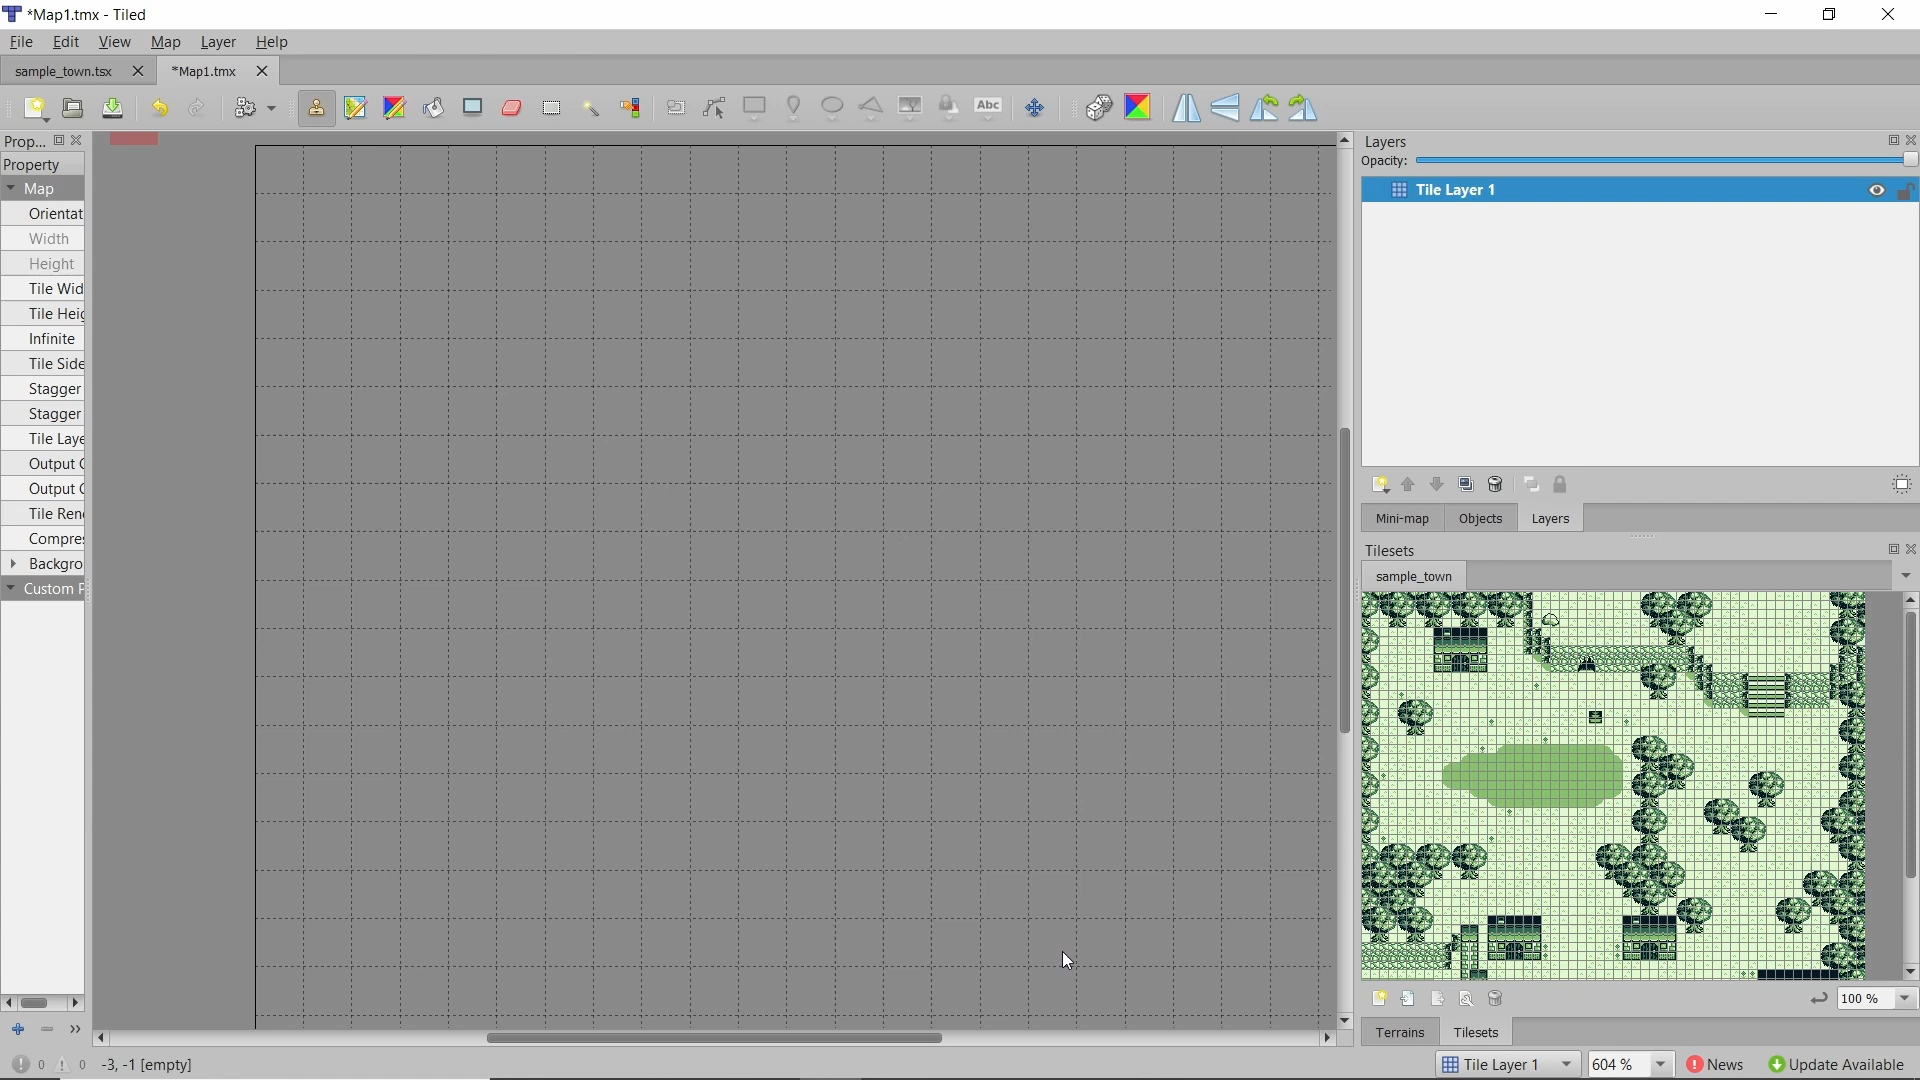 *Map1.tmx - Tiled
File Edit View Map Layer Help
sample_town.tsx *Map1.tmx
Abc
Prop...
Property
Map
Orientat
Width
Height
Tile Wid
Tile Heig
Infinite
Tile Side
Stagger
Stagger
Tile Laye
Output
Output
Tile Ren
Compres
Backgro
Custom P
0 0 -3, -1 [empty]
Layers
Opacity:
Tile Layer 1
Mini-map Objects Layers
Tilesets
sample_town
100 %
Terrains Tilesets
Tile Layer 1 604 % News Update Available